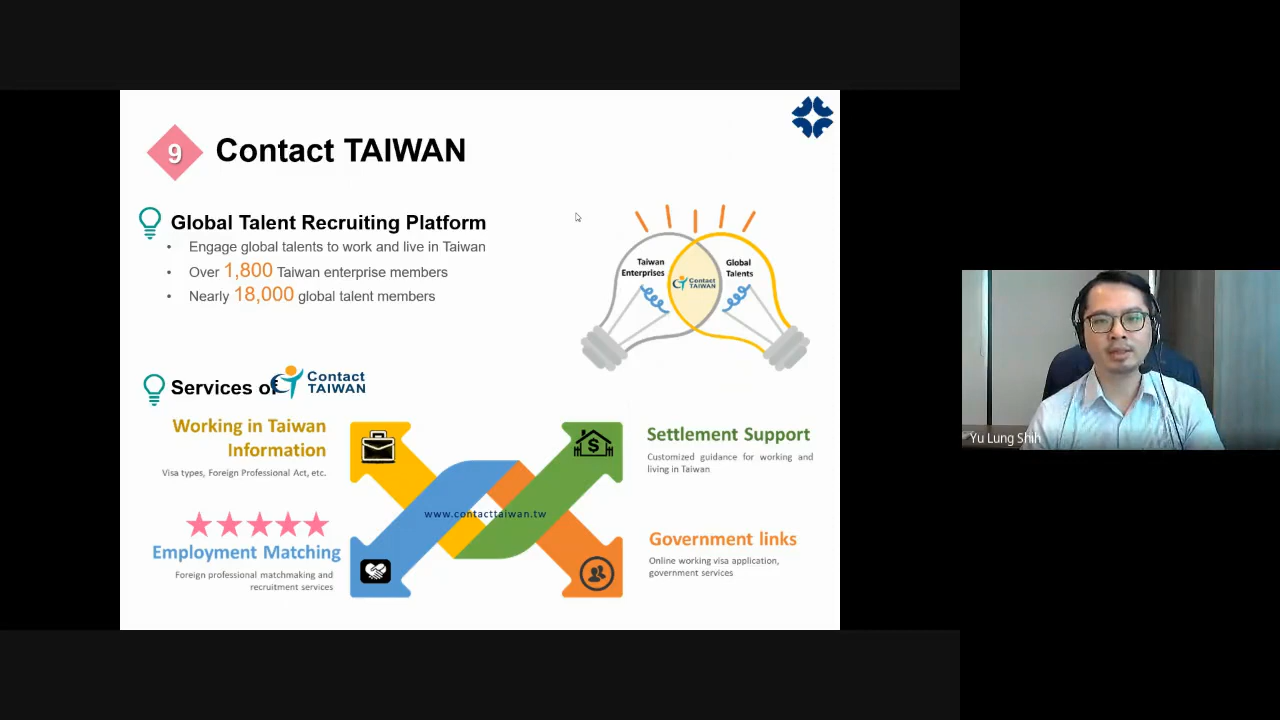 9
Contact TAIWAN
Global Talent Recruiting Platform
• Engage global talents to work and live in Taiwan
• Over 1,800 Taiwan enterprise members
• Nearly 18,000 global talent members
Taiwan
Enterprises
Contact
TAIWAN
Global
Talents
Services of Contact
TAIWAN
Working in Taiwan
Information
Visa types, Foreign Professional Act, etc.
Employment Matching
Foreign professional matchmaking and
recruitment services
www.contacttaiwan.tw
$
Settlement Support
Customized guidance for working and
living in Taiwan
Government links
Online working visa application,
government services
Yu Lung Shih